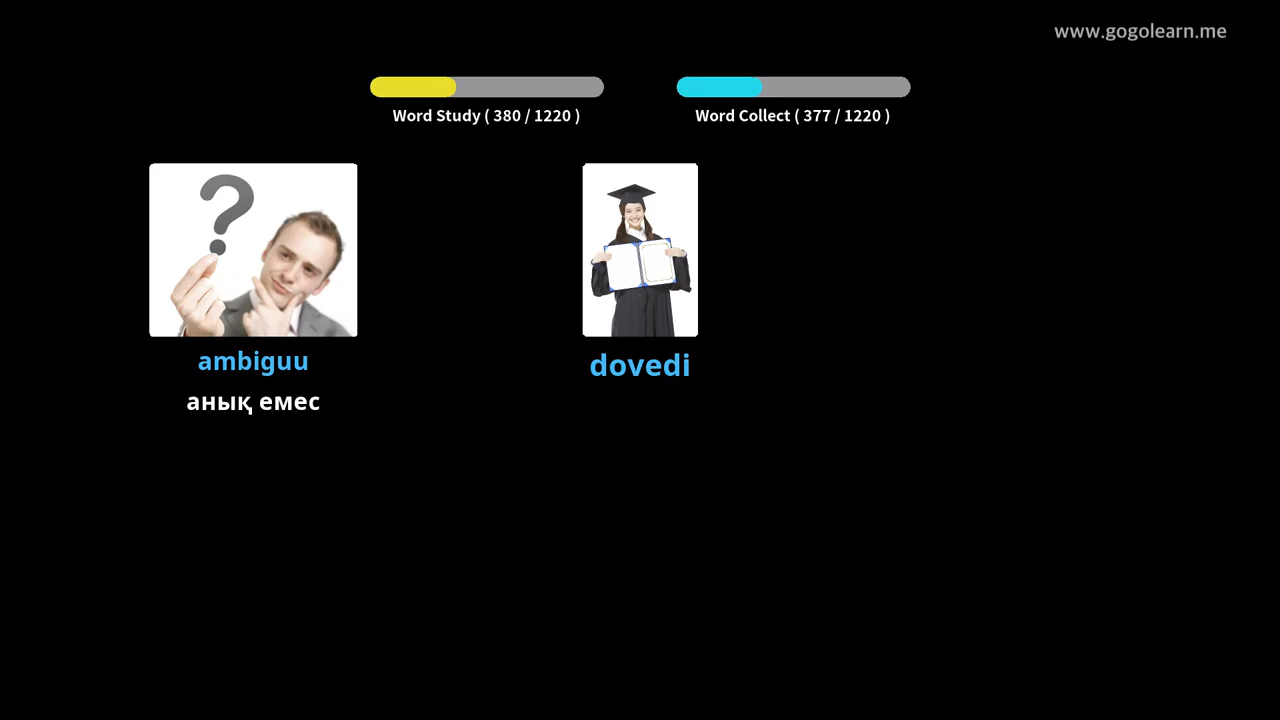 www.gogolearn.me
Word Study ( 380 / 1220 )
Word Collect ( 377 / 1220 )
ambiguu
анық емес
dovedi